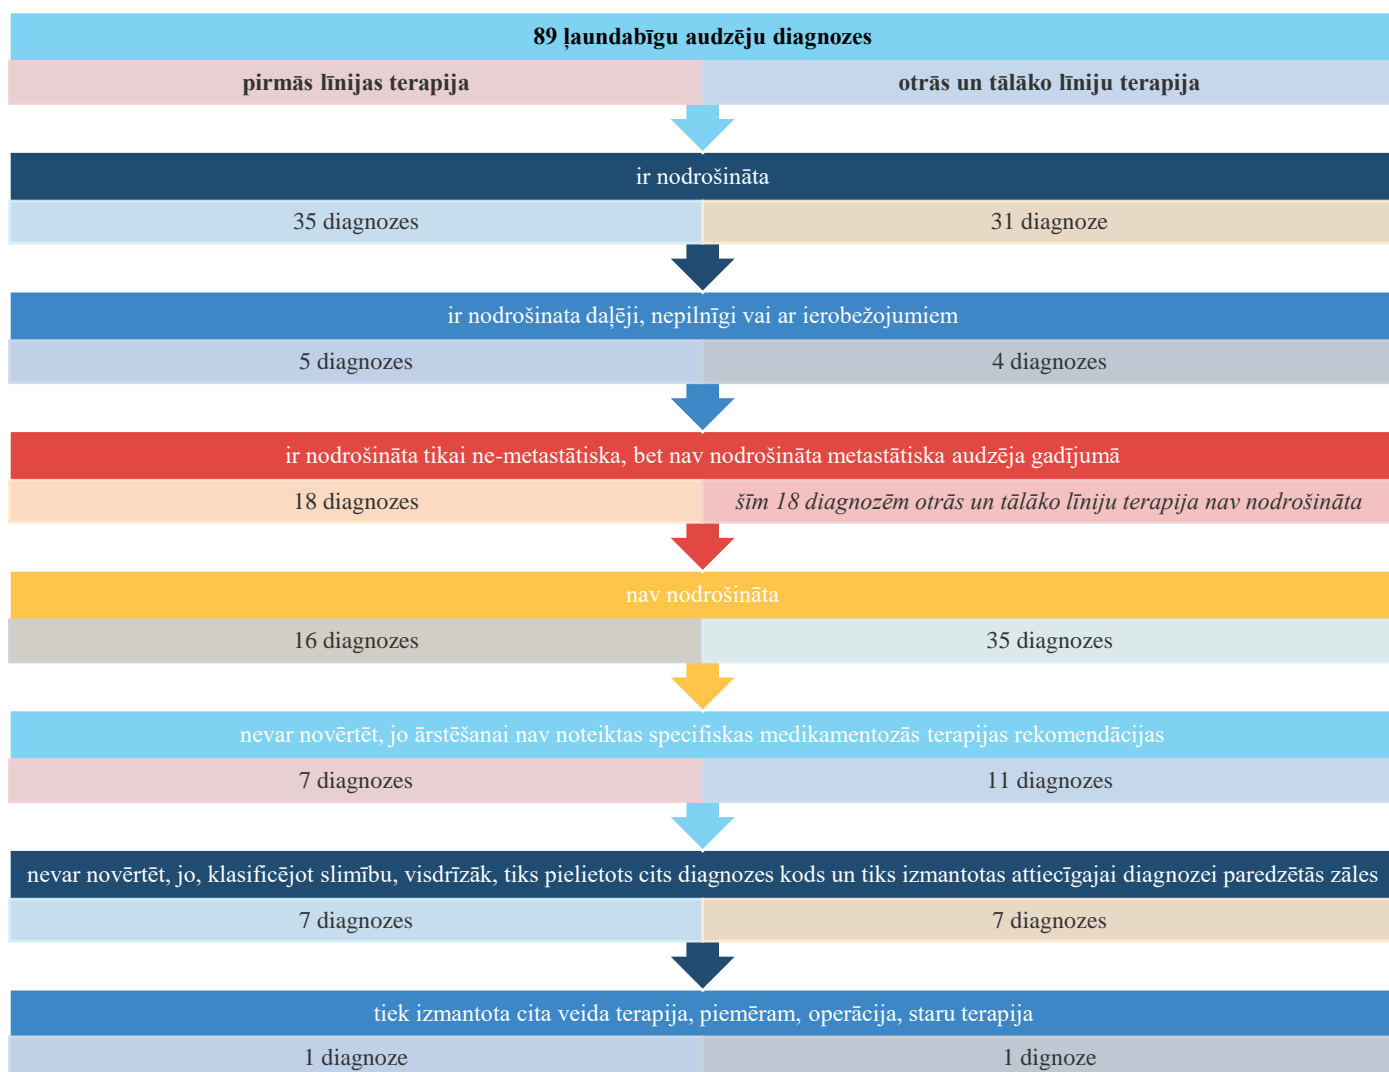 89 ļaundabīgu audzēju diagnozes
pirmās līnijas terapija
otrās un tālāko līniju terapija
ir nodrošināta
35 diagnozes
31 diagnoze
ir nodrošinata daļēji, nepilnīgi vai ar ierobežojumiem
5 diagnozes
4 diagnozes
ir nodrošināta tikai ne-metastātiska, bet nav nodrošināta metastātiska audzēja gadījumā
18 diagnozes
šīm 18 diagnozēm otrās un tālāko līniju terapija nav nodrošināta
nav nodrošināta
16 diagnozes
35 diagnozes
nevar novērtēt, jo ārstēšanai nav noteiktas specifiskas medikamentozās terapijas rekomendācijas
7 diagnozes
11 diagnozes
nevar novērtēt, jo, klasificējot slimību, visdrīzāk, tiks pielietots cits diagnozes kods un tiks izmantotas attiecīgajai diagnozei paredzētās zāles
7 diagnozes
7 diagnozes
tiek izmantota cita veida terapija, piemēram, operācija, staru terapija
1 diagnoze
1 dignoze